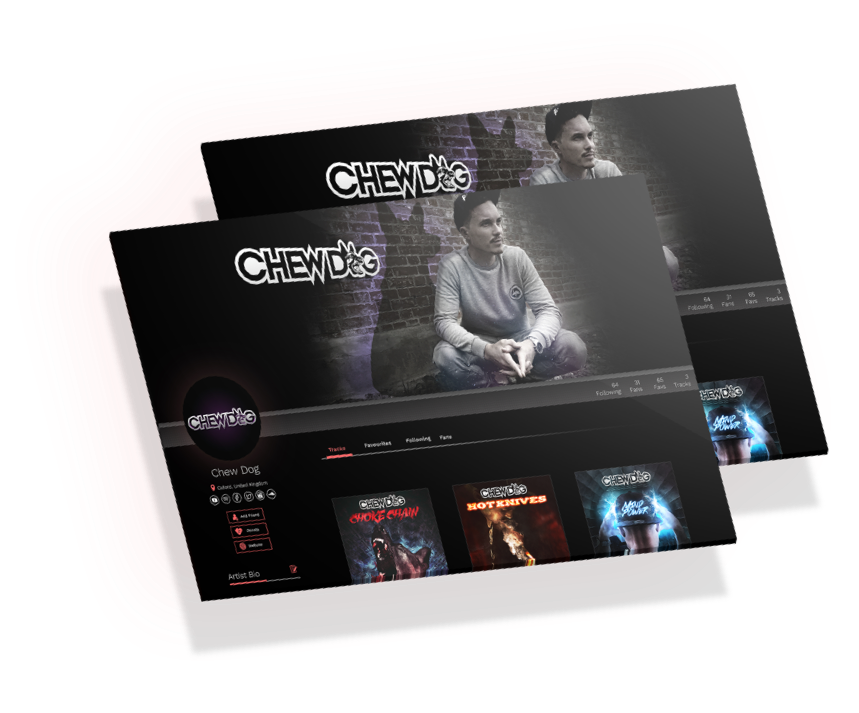 CHEWDOG
CHEWDOG
64 31 65 3
Following Fans Favs Tracks
64 31 65 3
Following Fans Favs Tracks
CHEWDOG
Tracks Favourites Following Fans
Chew Dog
Oxford, United Kingdom
Add Friend
Donate
Website
Artist Bio
CHEWDOG
CHOKE CHAIN
CHEWDOG
HOT KNIVES
CHEWDOG
MIND
POWER
CHEWDOG
MIND
POWER